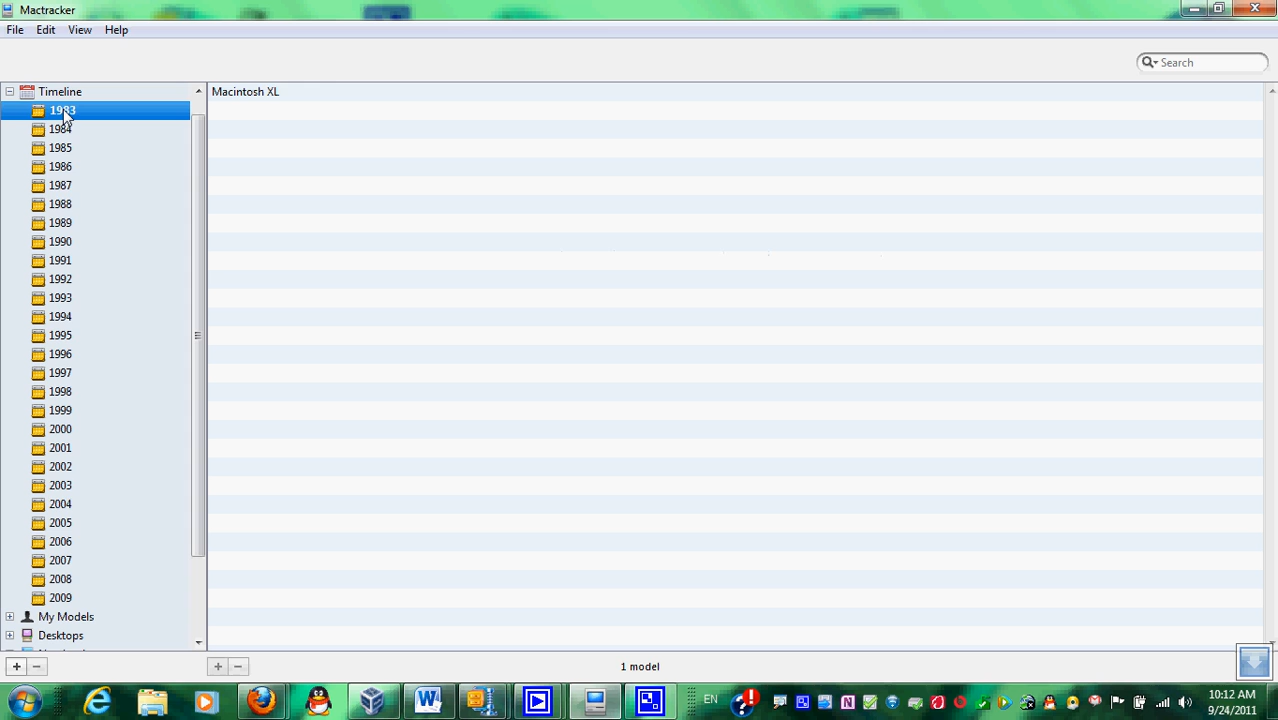 Mactracker
File Edit View Help
Search
Timeline
1983
1984
1985
1986
1987
1988
1989
1990
1991
1992
1993
1994
1995
1996
1997
1998
1999
2000
2001
2002
2003
2004
2005
2006
2007
2008
2009
My Models
Desktops
Macintosh XL
1 model
EN
10:12 AM
9/24/2011